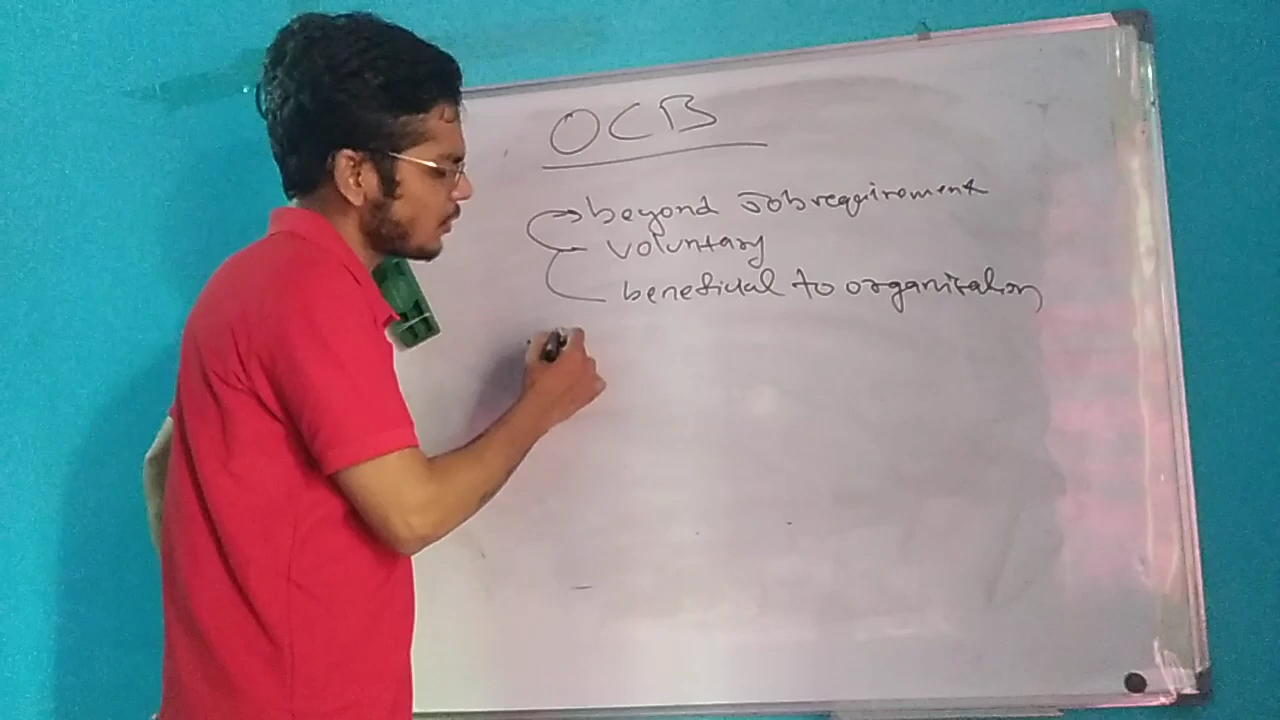 OCB
beyond Job requirement
voluntary
beneficial to organisation